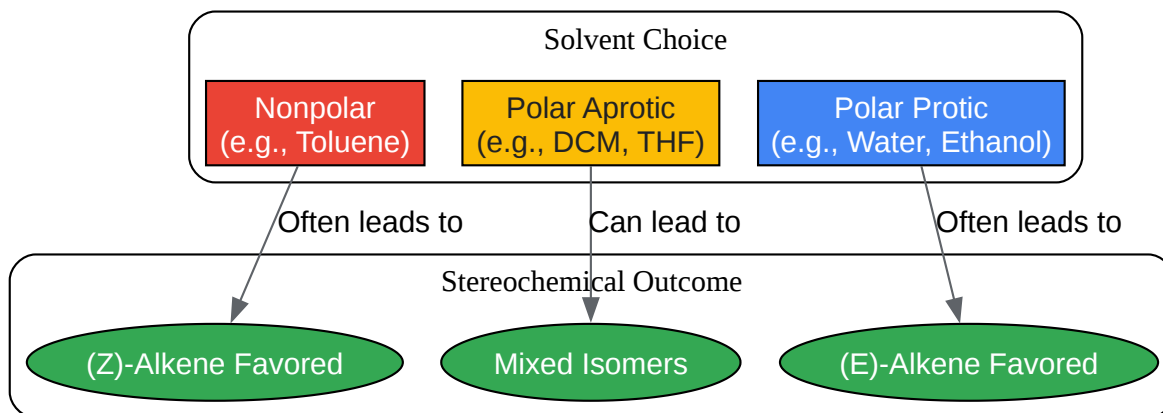 Solvent Choice
Nonpolar
(e.g., Toluene)
Polar Aprotic
(e.g., DCM, THF)
Polar Protic
(e.g., Water, Ethanol)
Often leads to
Can lead to
Often leads to
Stereochemical Outcome
(Z)-Alkene Favored
Mixed Isomers
(E)-Alkene Favored